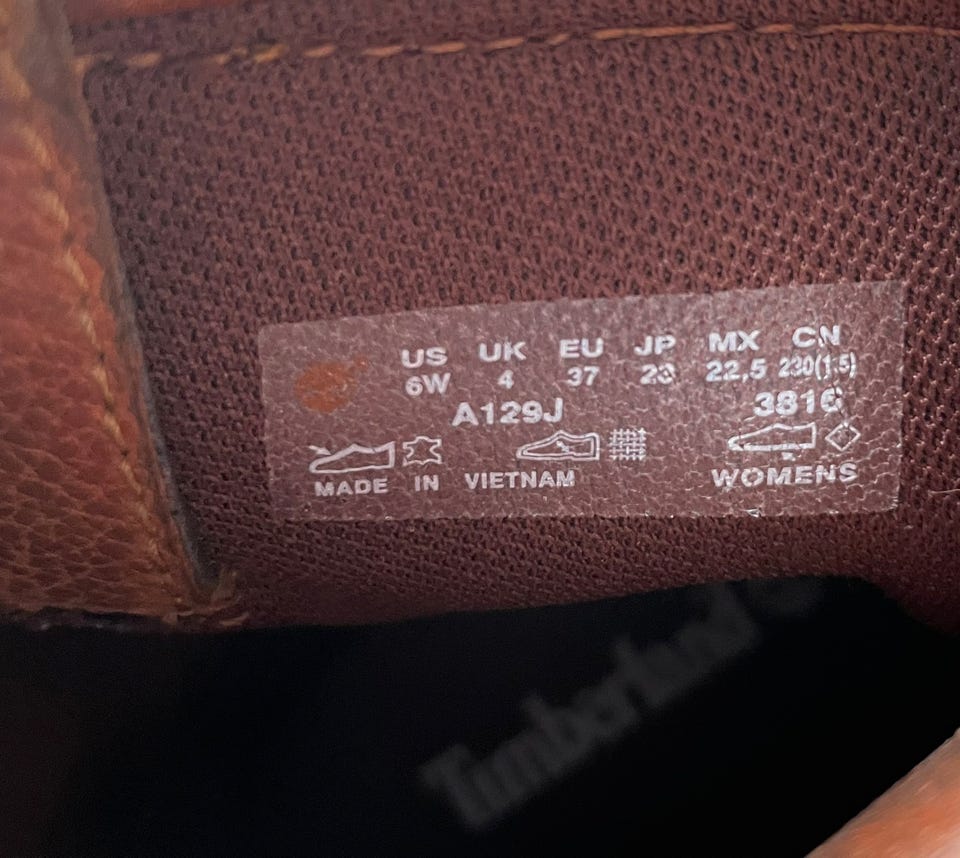 US UK EU JP MX CN
6W 4 37 23 22,5 230(1.5)
A129J 3816
MADE IN VIETNAM WOMENS
Timberland